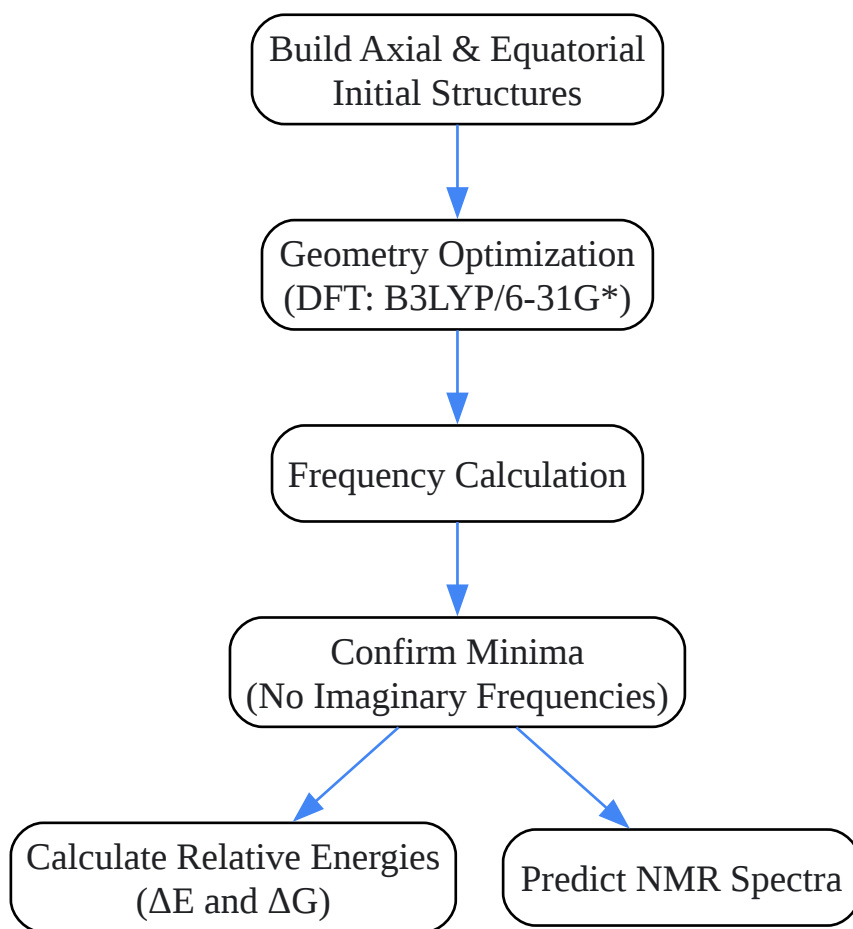 Build Axial & Equatorial
Initial Structures
Geometry Optimization
(DFT: B3LYP/6-31G*)
Frequency Calculation
Confirm Minima
(No Imaginary Frequencies)
Calculate Relative Energies
(ΔE and ΔG)
Predict NMR Spectra